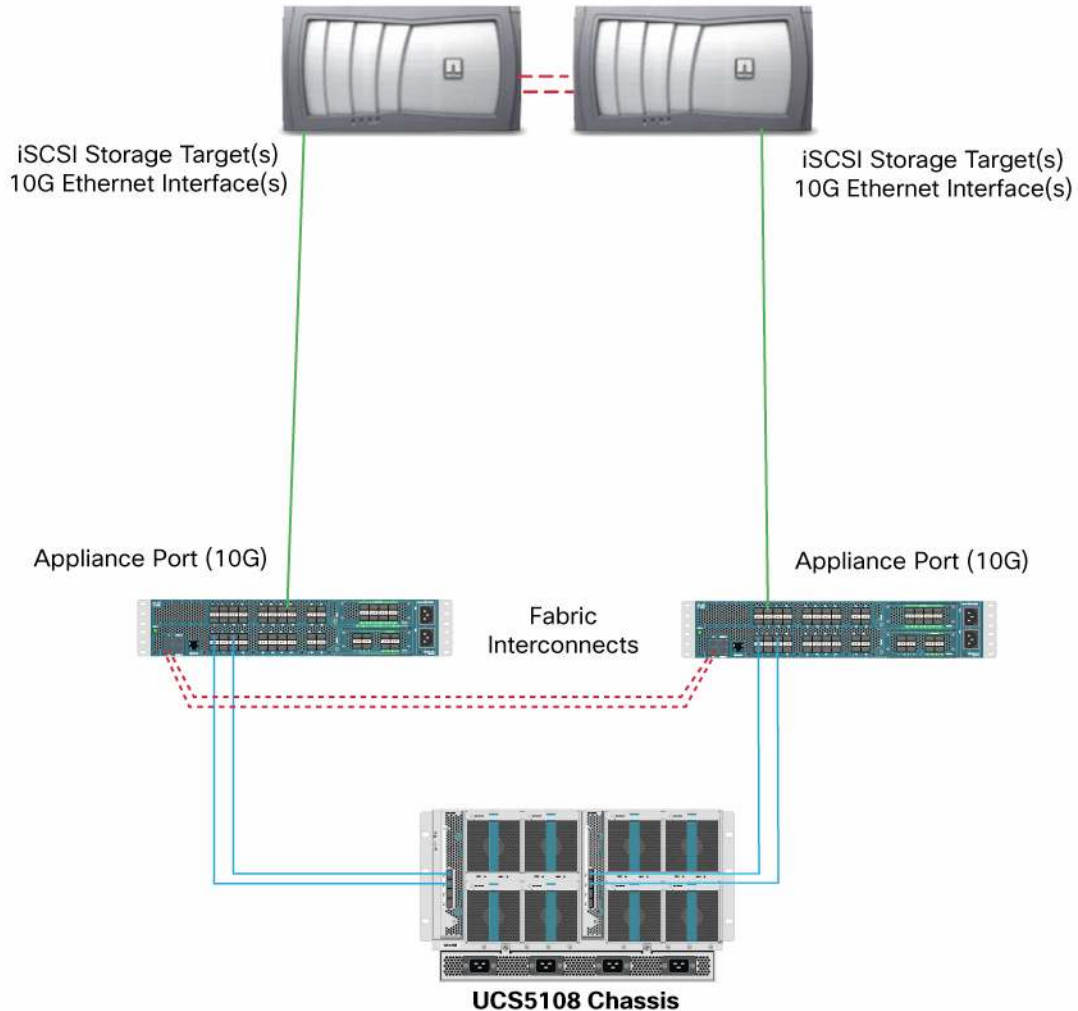 iSCSI Storage Target(s)
10G Ethernet Interface(s)
iSCSI Storage Target(s)
10G Ethernet Interface(s)
Appliance Port (10G)
Appliance Port (10G)
Fabric
Interconnects
UCS5108 Chassis